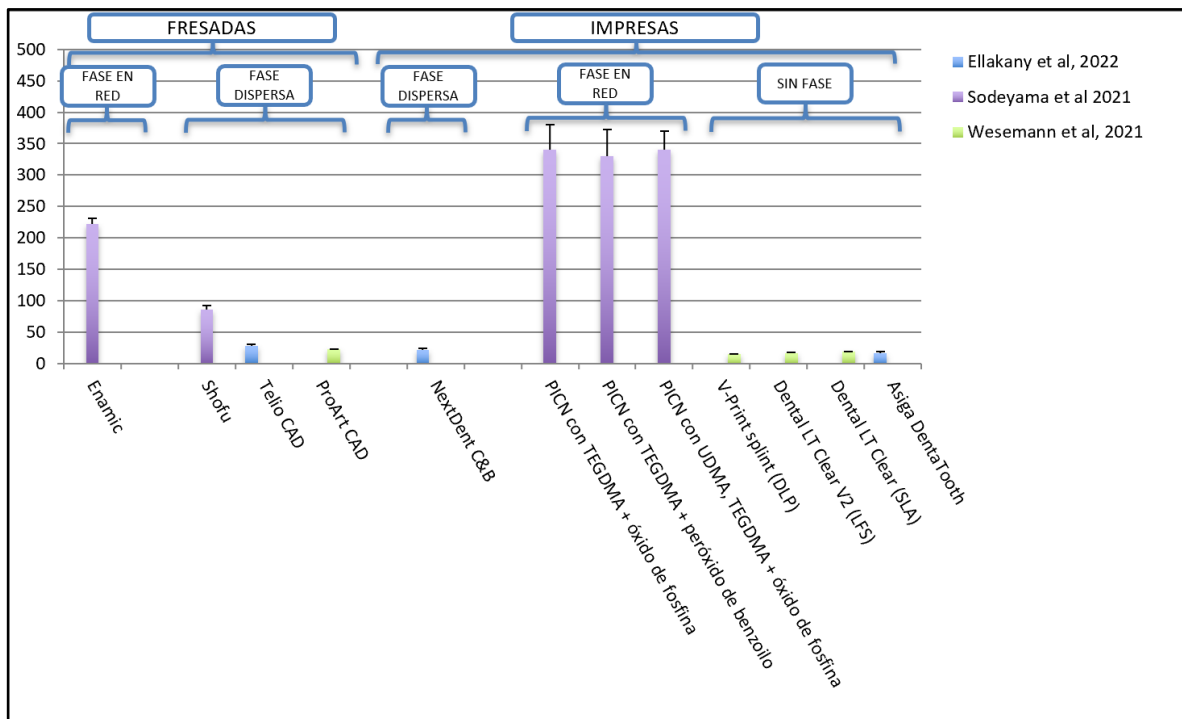 FRESADAS
IMPRESAS
FASE EN
RED
FASE
DISPERSA
FASE
DISPERSA
FASE EN
RED
SIN FASE
500
450
400
350
300
250
200
150
100
50
0
Enamic
Shofu
Telio CAD
ProArt CAD
NextDent C&B
PICN con TEGDMA + óxido de fosfina
PICN con TEGDMA + peróxido de benzoilo
PICN con UDMA, TEGDMA + óxido de fosfina
V-Print splint (DLP)
Dental LT Clear V2 (LFS)
Dental LT Clear (SLA)
Asiga DentaTooth
Ellakany et al, 2022
Sodeyama et al 2021
Wesemann et al, 2021